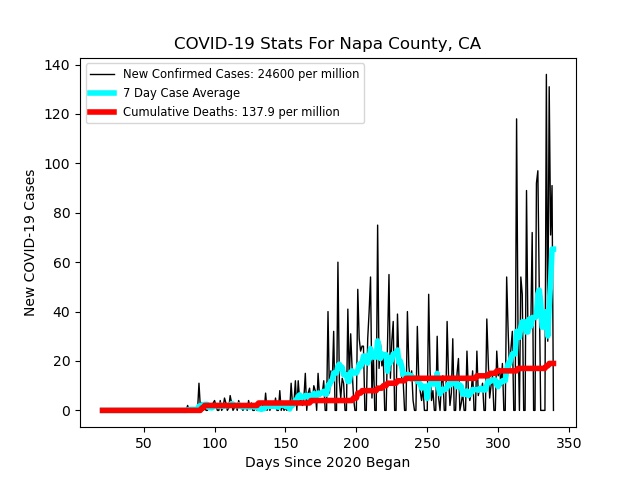 COVID-19 Stats For Napa County, CA
New Confirmed Cases: 24600 per million
7 Day Case Average
Cumulative Deaths: 137.9 per million
New COVID-19 Cases
140
120
100
80
60
40
20
0
50
100
150
200
250
300
350
Days Since 2020 Began